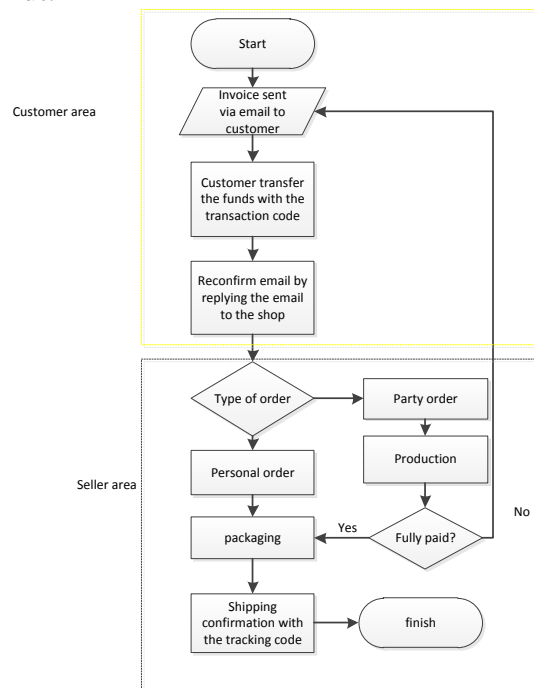 Start
Invoice sent
via email to
customer
Customer area
Customer transfer
the funds with the
transaction code
Reconfirm email by
replying the email
to the shop
Type of order
Party order
Personal order
Production
Seller area
No
packaging
Yes
Fully paid?
Shipping
confirmation with
the tracking code
finish